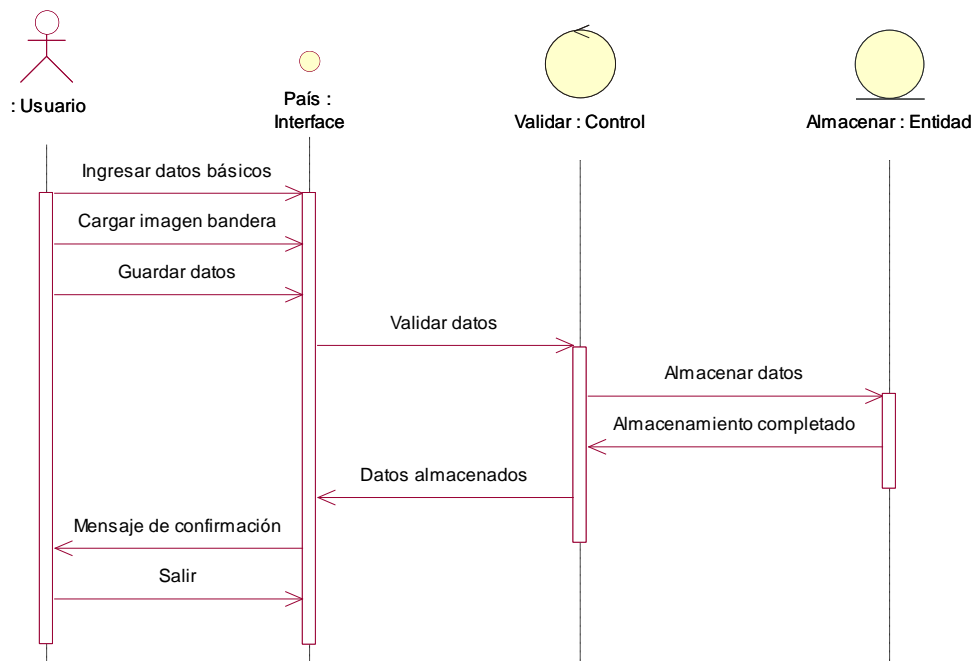 : Usuario
País :
Interface
Validar : Control
Almacenar : Entidad
Ingresar datos básicos
Cargar imagen bandera
Guardar datos
Validar datos
Almacenar datos
Almacenamiento completado
Datos almacenados
Mensaje de confirmación
Salir